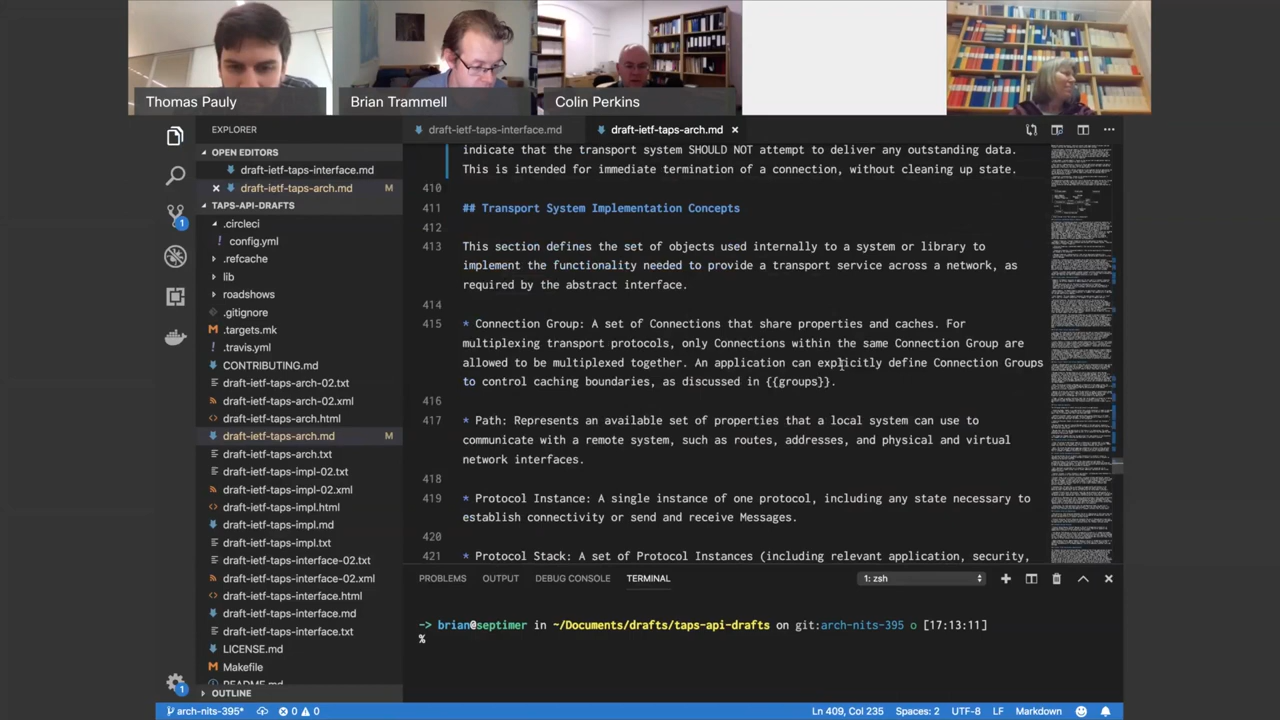 Thomas Pauly
Brian Trammell
Colin Perkins
EXPLORER
OPEN EDITORS
draft-ietf-taps-interface.md
draft-ietf-taps-arch.md M
TAPS-API-DRAFTS
.circleci
config.yml
.refcache
lib
roadshows
.gitignore
.targets.mk
.travis.yml
CONTRIBUTING.md
draft-ietf-taps-arch-02.txt
draft-ietf-taps-arch-02.xml
draft-ietf-taps-arch.html
draft-ietf-taps-arch.md M
draft-ietf-taps-arch.txt
draft-ietf-taps-impl-02.txt
draft-ietf-taps-impl-02.xml
draft-ietf-taps-impl.html
draft-ietf-taps-impl.md
draft-ietf-taps-impl.txt
draft-ietf-taps-interface-02.txt
draft-ietf-taps-interface-02.xml
draft-ietf-taps-interface.html
draft-ietf-taps-interface.md
draft-ietf-taps-interface.txt
LICENSE.md
Makefile
README.md
OUTLINE
draft-ietf-taps-interface.md draft-ietf-taps-arch.md
indicate that the transport system SHOULD NOT attempt to deliver any outstanding data.
This is intended for immediate termination of a connection, without cleaning up state.
410
411 ## Transport System Implementation Concepts
412
413 This section defines the set of objects used internally to a system or library to
implement the functionality needed to provide a transport service across a network, as
required by the abstract interface.
414
415 * Connection Group: A set of Connections that share properties and caches. For
multiplexing transport protocols, only Connections within the same Connection Group are
allowed to be multiplexed together. An application can explicitly define Connection Groups
to control caching boundaries, as discussed in {{groups}}.
416
417 * Path: Represents an available set of properties that a local system can use to
communicate with a remote system, such as routes, addresses, and physical and virtual
network interfaces.
418
419 * Protocol Instance: A single instance of one protocol, including any state necessary to
establish connectivity or send and receive Messages.
420
421 * Protocol Stack: A set of Protocol Instances (including relevant application, security,
PROBLEMS OUTPUT DEBUG CONSOLE TERMINAL 1: zsh
-> brian@septimer in ~/Documents/drafts/taps-api-drafts on git:arch-nits-395 o [17:13:11]
%
arch-nits-395* 0 0 Ln 409, Col 235 Spaces: 2 UTF-8 LF Markdown
1
1